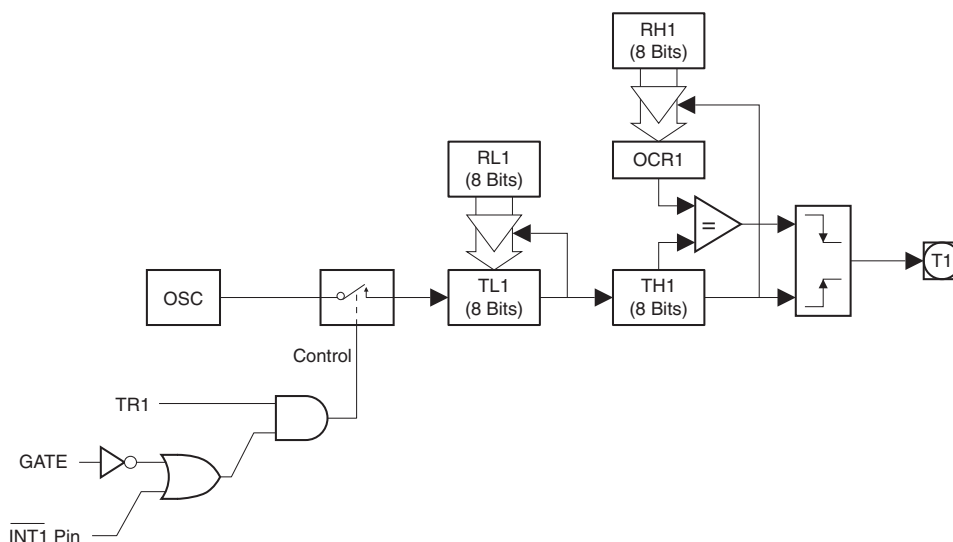 RH1
(8 Bits)
OCR1
RL1
(8 Bits)
=
T1
OSC
TL1
(8 Bits)
TH1
(8 Bits)
Control
TR1
GATE
INT1 Pin